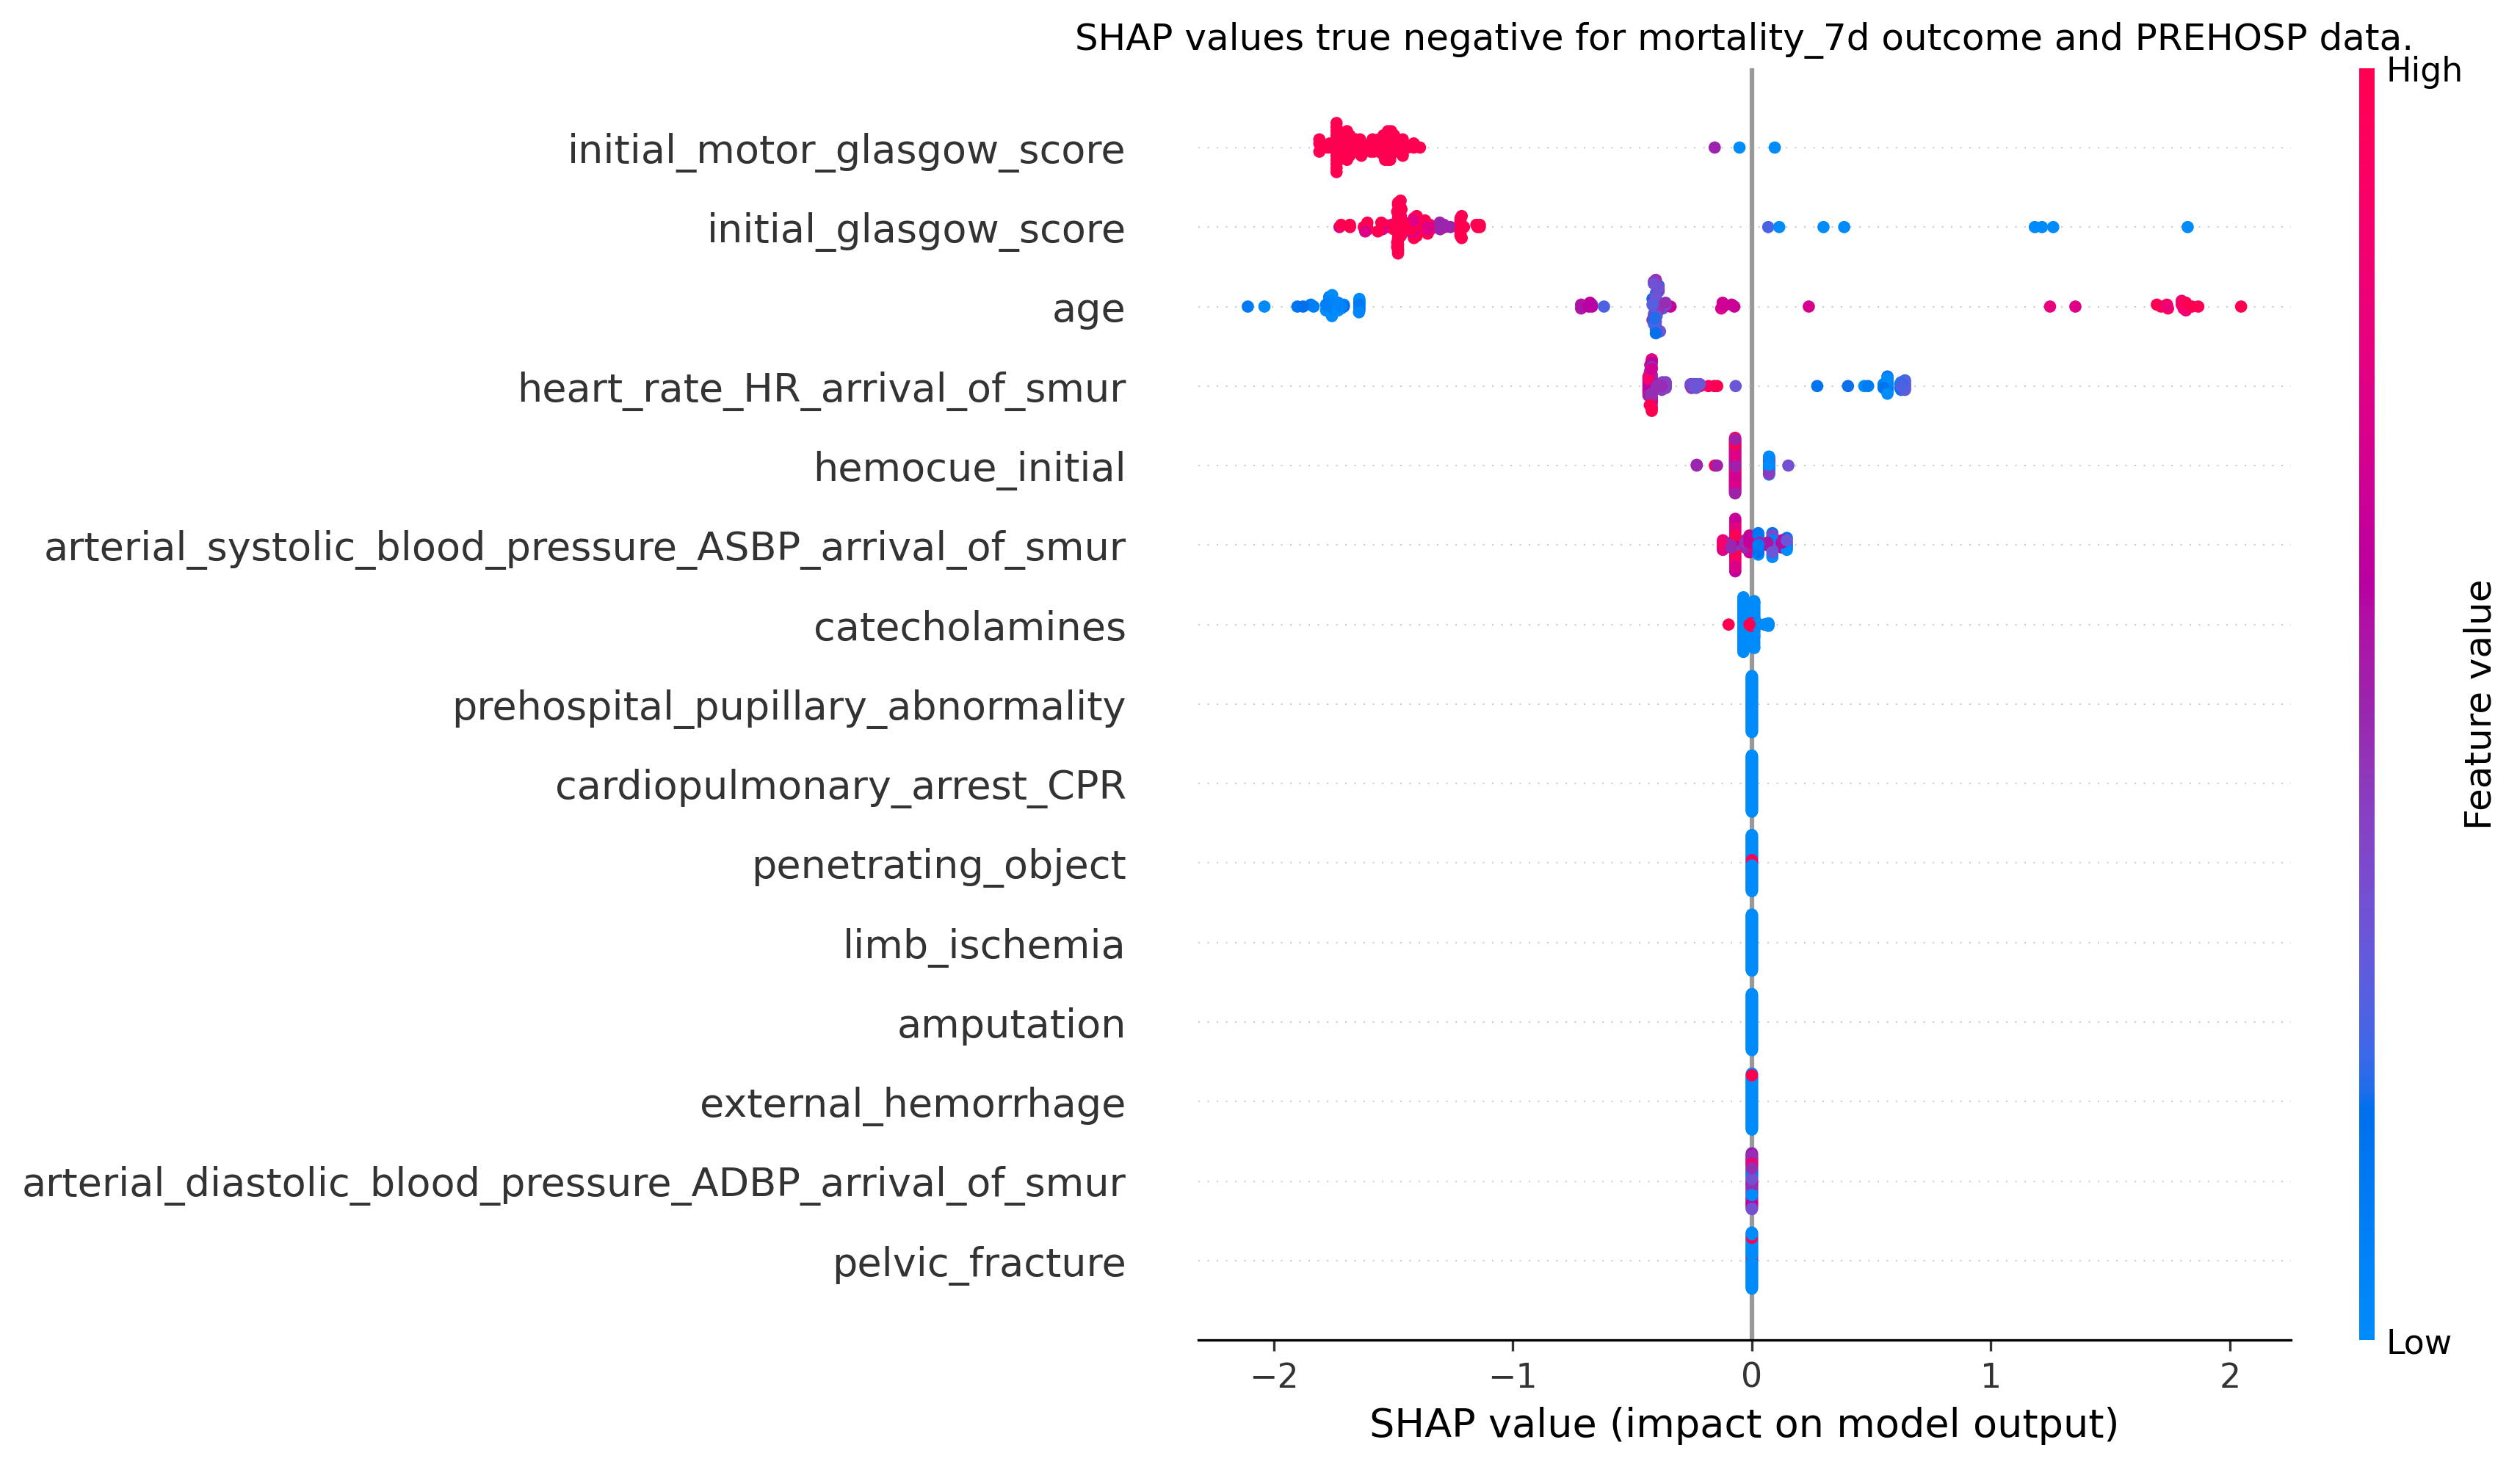 SHAP values true negative for mortality_7d outcome and PREHOSP data.
High
initial_motor_glasgow_score
initial_glasgow_score
age
heart_rate_HR_arrival_of_smur
hemocue_initial
arterial_systolic_blood_pressure_ASBP_arrival_of_smur
catecholamines
prehospital_pupillary_abnormality
cardiopulmonary_arrest_CPR
penetrating_object
limb_ischemia
amputation
external_hemorrhage
arterial_diastolic_blood_pressure_ADBP_arrival_of_smur
pelvic_fracture
Feature value
Low
−2 −1 0 1 2
SHAP value (impact on model output)